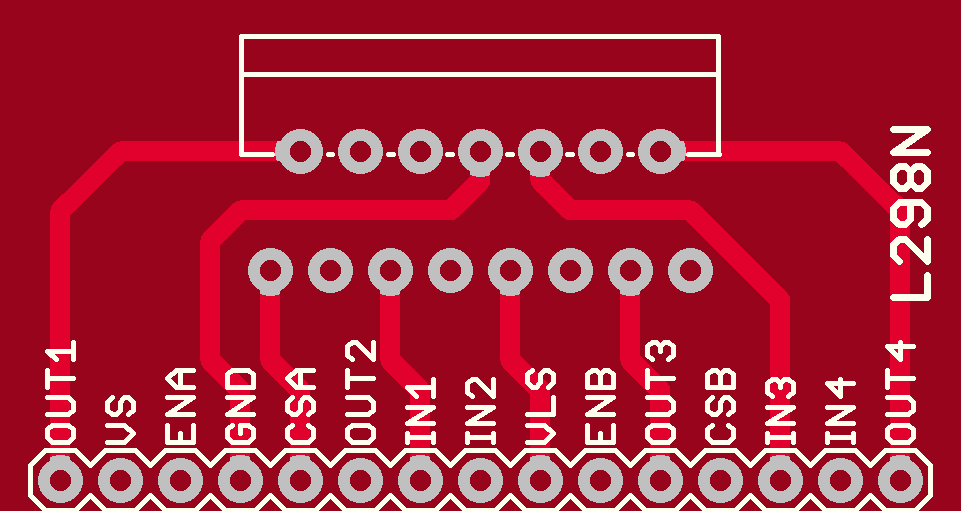 L298N
OUT1
VS
ENA
GND
CSA
OUT2
IN1
IN2
VLS
ENB
OUT3
CSB
IN3
IN4
OUT4